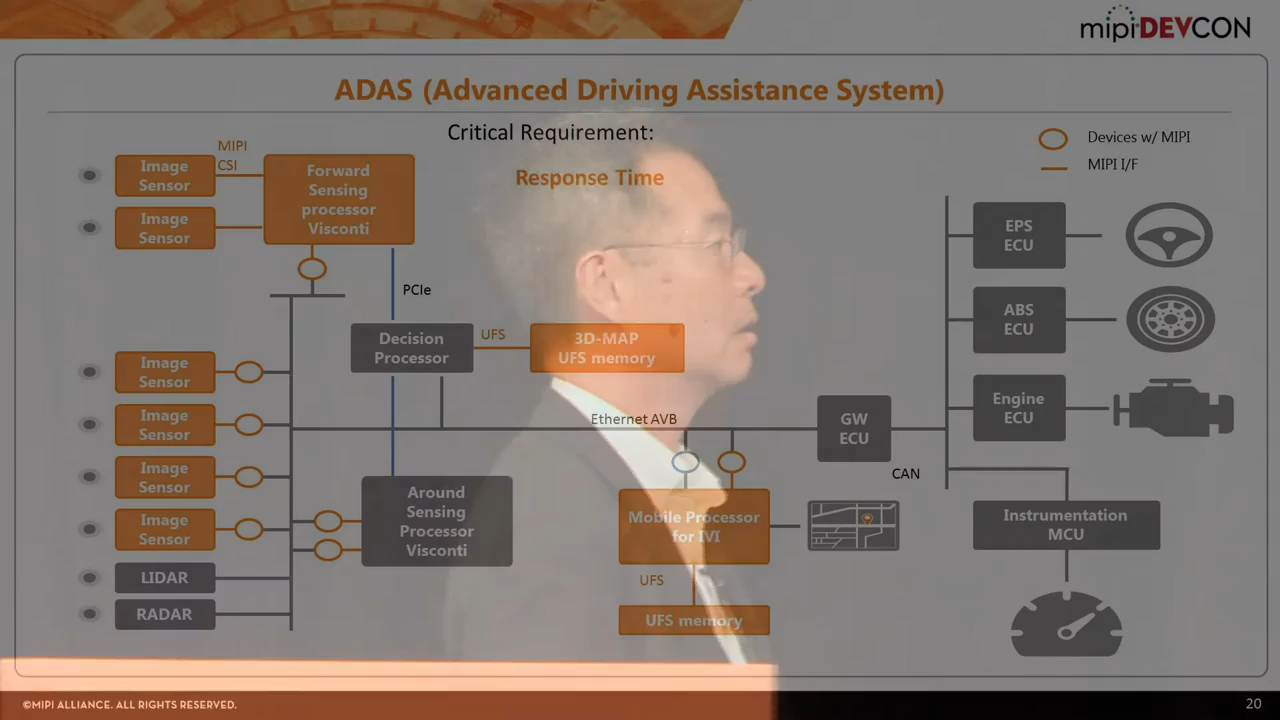 mipi DEVCON
ADAS (Advanced Driving Assistance System)
Critical Requirement:
Response Time
Devices w/ MIPI
MIPI I/F
MIPI
CSI
Image
Sensor
Image
Sensor
Forward
Sensing
processor
Visconti
PCIe
Decision
Processor
UFS
3D-MAP
UFS memory
Image
Sensor
Image
Sensor
Image
Sensor
Image
Sensor
LIDAR
RADAR
Around
Sensing
Processor
Visconti
Ethernet AVB
Mobile Processor
for IVI
UFS
UFS memory
GW
ECU
CAN
EPS
ECU
ABS
ECU
Engine
ECU
Instrumentation
MCU
©MIPI ALLIANCE. ALL RIGHTS RESERVED.
20